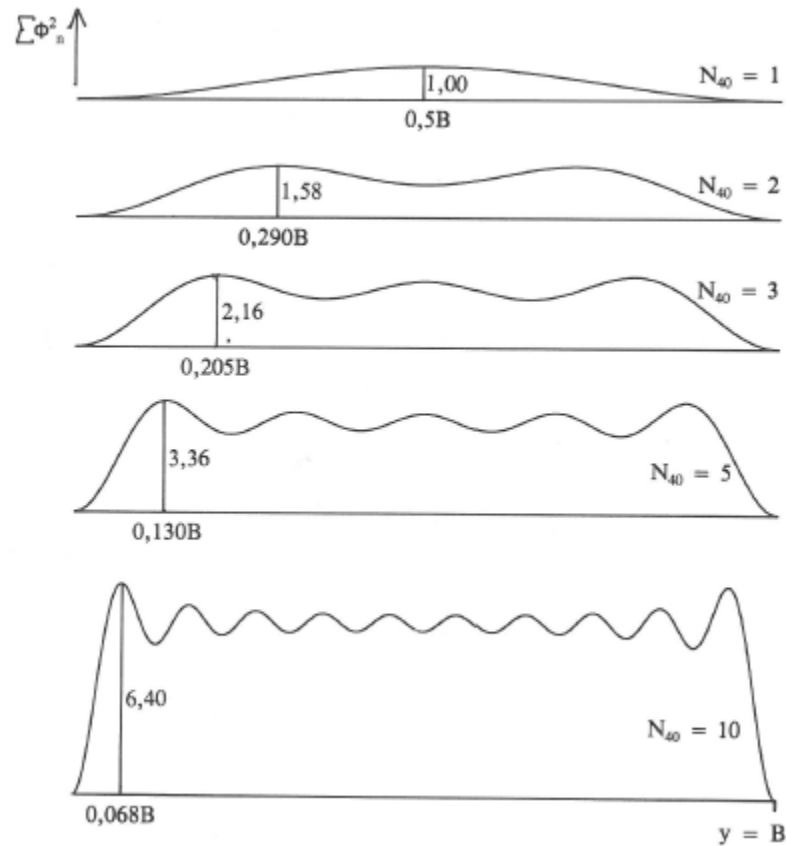 ∑Φ²ₙ
N₄₀ = 1
1,00
0,5B
N₄₀ = 2
1,58
0,290B
N₄₀ = 3
2,16
0,205B
3,36
N₄₀ = 5
0,130B
6,40
N₄₀ = 10
0,068B
y = B